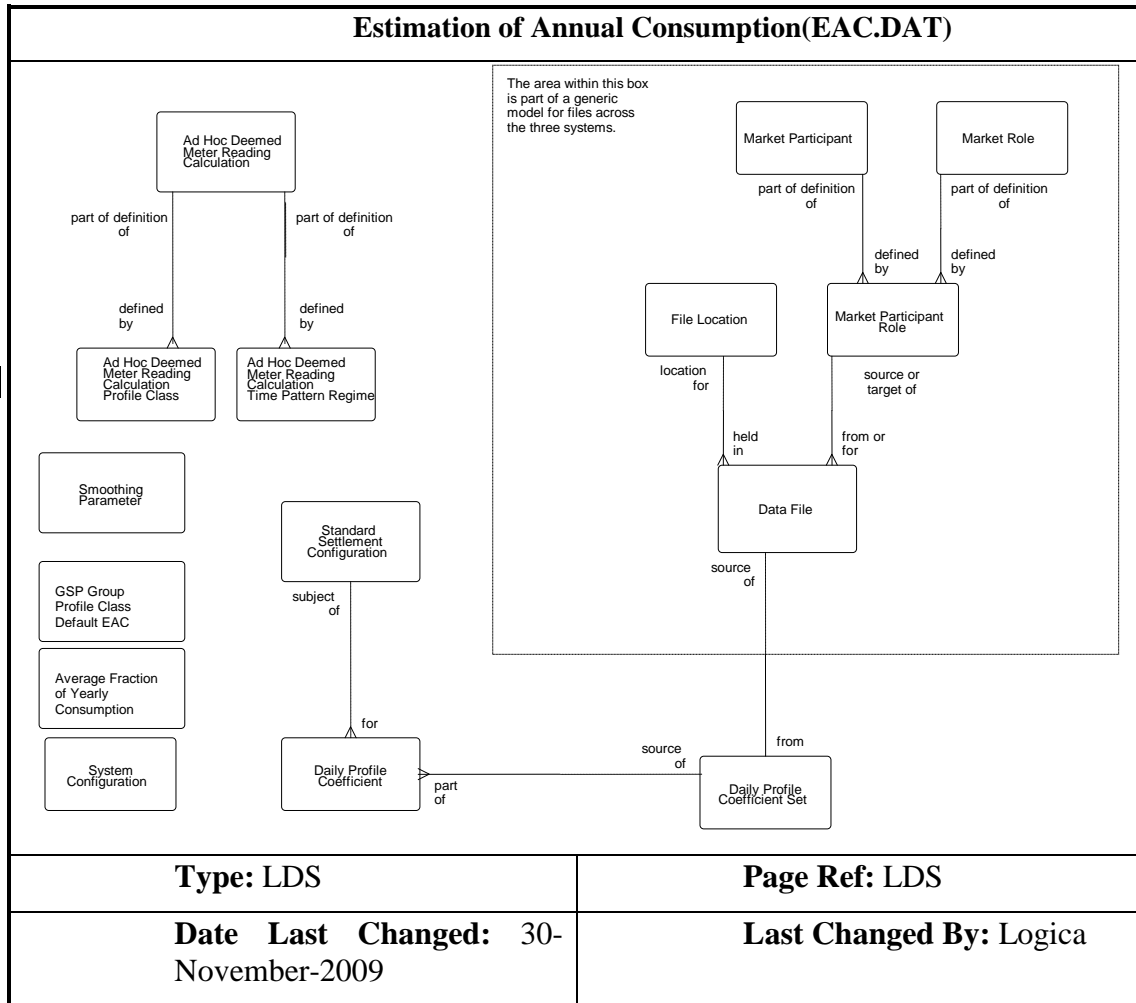 Estimation of Annual Consumption(EAC.DAT)
The area within this box
is part of a generic
model for files across
the three systems.
Ad Hoc Deemed
Meter Reading
Calculation
Market Participant
Market Role
part of definition
of
part of definition
of
part of definition
of
part of definition
of
defined
by
defined
by
defined
by
defined
by
File Location
Market Participant
Role
Ad Hoc Deemed
Meter Reading
Calculation
Profile Class
Ad Hoc Deemed
Meter Reading
Calculation
Time Pattern Regime
location
for
source or
target of
held
in
from or
for
Smoothing
Parameter
Standard
Settlement
Configuration
Data File
GSP Group
Profile Class
Default EAC
subject
of
source
of
Average Fraction
of Yearly
Consumption
for
from
System
Configuration
Daily Profile
Coefficient
part
of
source
of
Daily Profile
Coefficient Set
Type: LDS
Page Ref: LDS
Date Last Changed: 30-
November-2009
Last Changed By: Logica